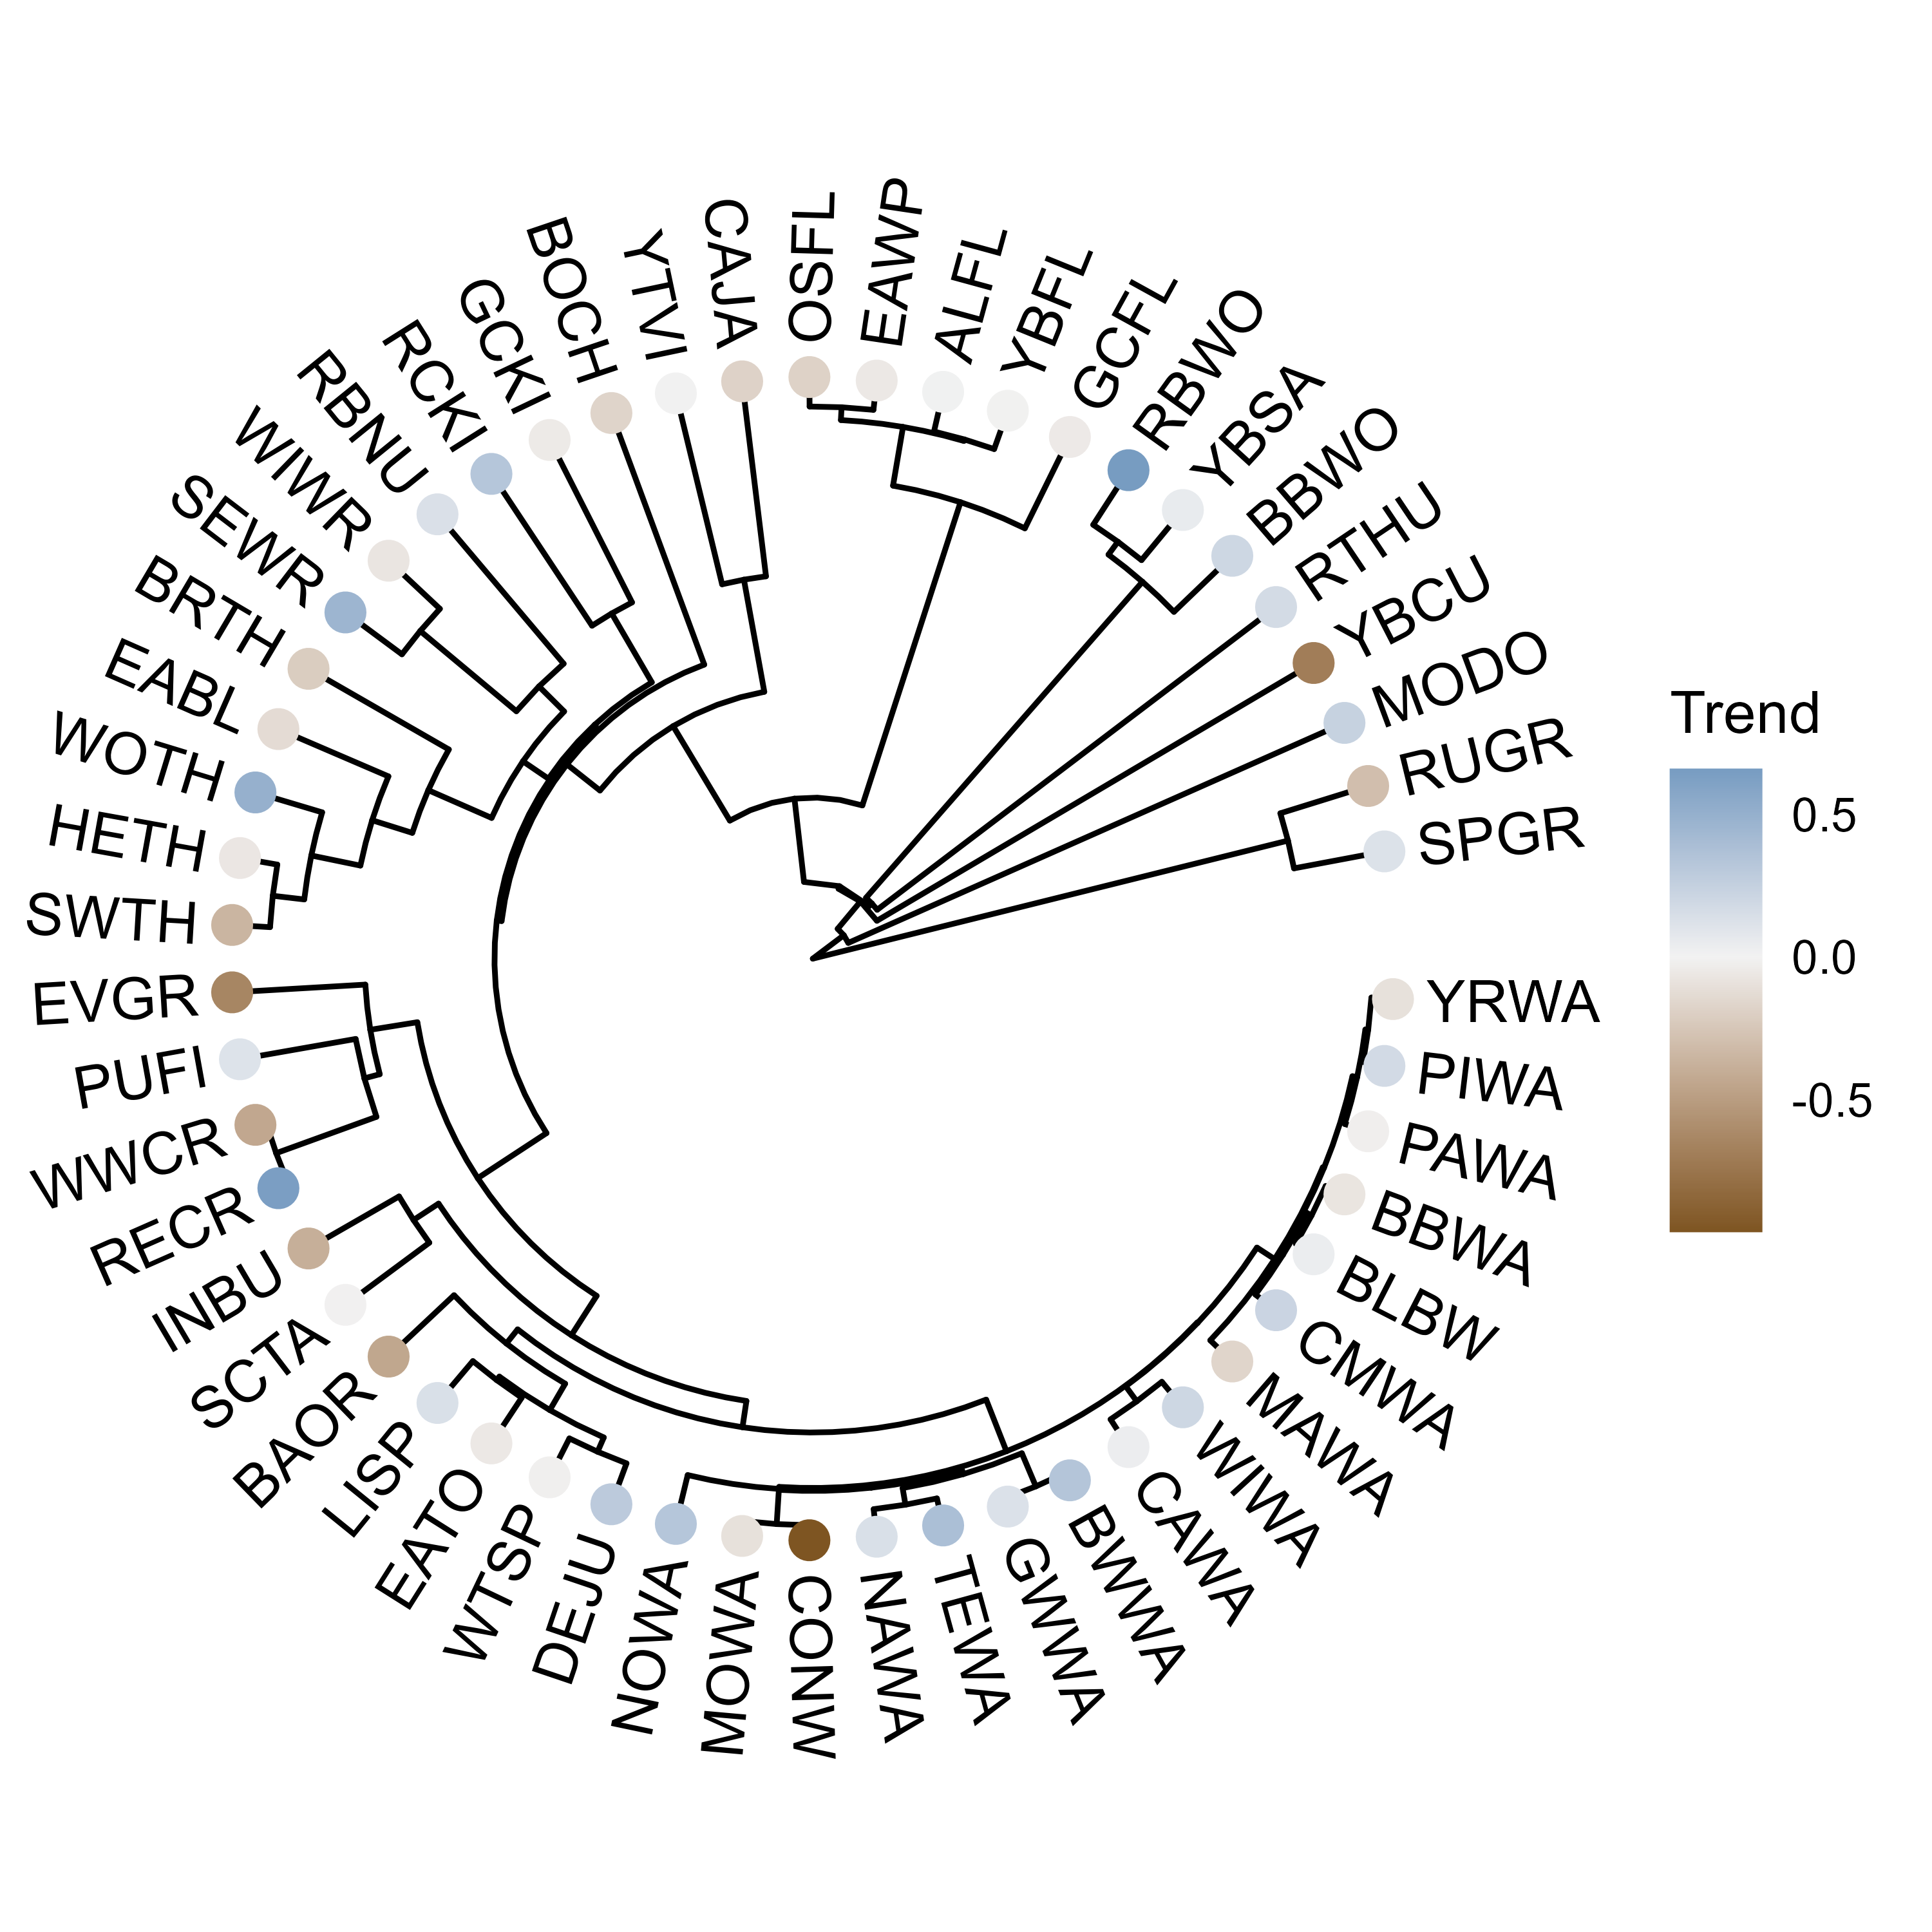 CAJA
OSFL
EAWP
ALFL
YBFL
GCFL
RBWO
YBSA
BBWO
RTHU
YBCU
MODO
RUGR
SPGR
YRWA
PIWA
PAWA
BBWA
BLBW
CMWA
MAWA
WIWA
CAWA
BWWA
GWWA
TEWA
NAWA
CONW
MOWA
NOWA
DEJU
WTSP
EATO
LISP
BAOR
SCTA
INBU
RECR
WWCR
PUFI
EVGR
SWTH
HETH
WOTH
EABL
BRTH
SEWR
WIWR
RBNU
RCKI
GCKI
BOCH
YTVI
Trend
0.5
0.0
-0.5